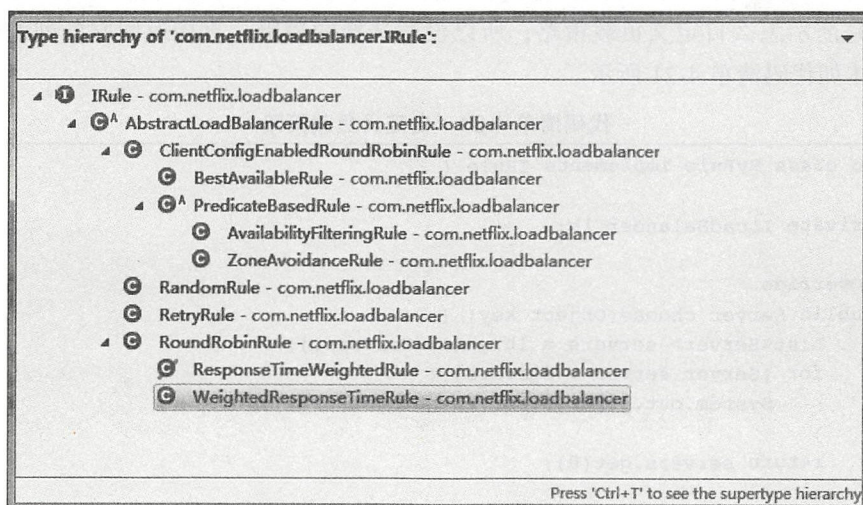 Type hierarchy of 'com.netflix.loadbalancer.IRule':
IRule - com.netflix.loadbalancer
AbstractLoadBalancerRule - com.netflix.loadbalancer
ClientConfigEnabledRoundRobinRule - com.netflix.loadbalancer
BestAvailableRule - com.netflix.loadbalancer
PredicateBasedRule - com.netflix.loadbalancer
AvailabilityFilteringRule - com.netflix.loadbalancer
ZoneAvoidanceRule - com.netflix.loadbalancer
RandomRule - com.netflix.loadbalancer
RetryRule - com.netflix.loadbalancer
RoundRobinRule - com.netflix.loadbalancer
ResponseTimeWeightedRule - com.netflix.loadbalancer
WeightedResponseTimeRule - com.netflix.loadbalancer
Press 'Ctrl+T' to see the supertype hierarchy